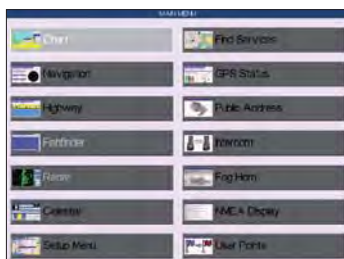 MAIN MENU
Chart
Navigation
Highway
Fishfinder
Radar
Celestial
Setup Menu
Find Services
GPS Status
Public Address
Intercom
Fog Horn
NMEA Display
User Points